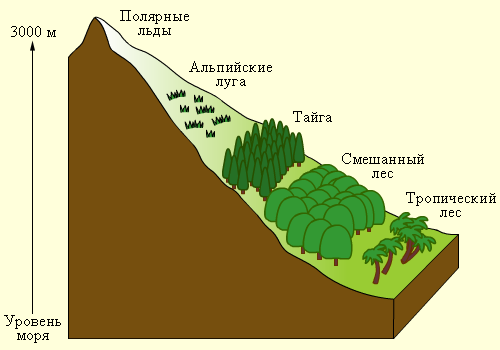 Полярные
льды
3000 м
Альпийские
луга
Тайга
Смешанный
лес
Тропический
лес
Уровень
моря